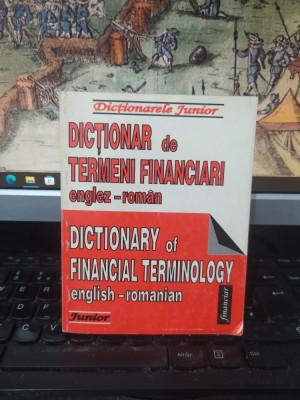 Dicționarele Junior
DICȚIONAR de
TERMENI FINANCIARI
englez - român
DICTIONARY of
FINANCIAL TERMINOLOGY
english - romanian
financiar
Junior